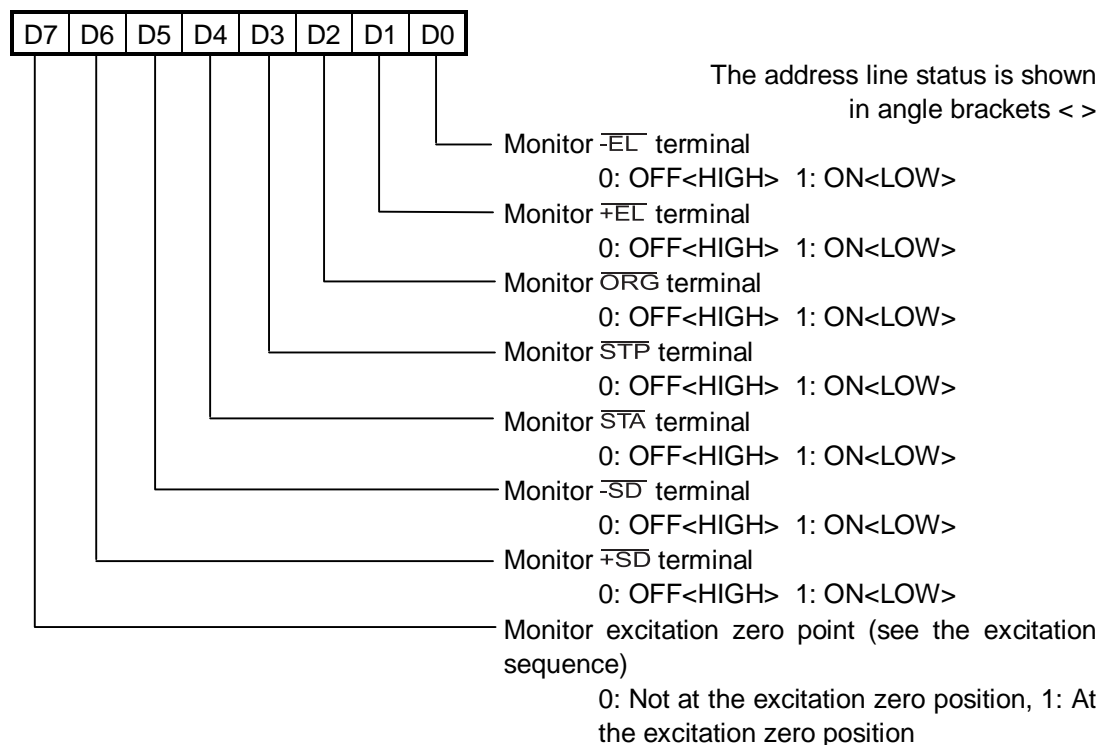 D7 D6 D5 D4 D3 D2 D1 D0
The address line status is shown
in angle brackets < >
Monitor -EL terminal
0: OFF<HIGH> 1: ON<LOW>
Monitor +EL terminal
0: OFF<HIGH> 1: ON<LOW>
Monitor ORG terminal
0: OFF<HIGH> 1: ON<LOW>
Monitor STP terminal
0: OFF<HIGH> 1: ON<LOW>
Monitor STA terminal
0: OFF<HIGH> 1: ON<LOW>
Monitor -SD terminal
0: OFF<HIGH> 1: ON<LOW>
Monitor +SD terminal
0: OFF<HIGH> 1: ON<LOW>
Monitor excitation zero point (see the excitation
sequence)
0: Not at the excitation zero position, 1: At
the excitation zero position